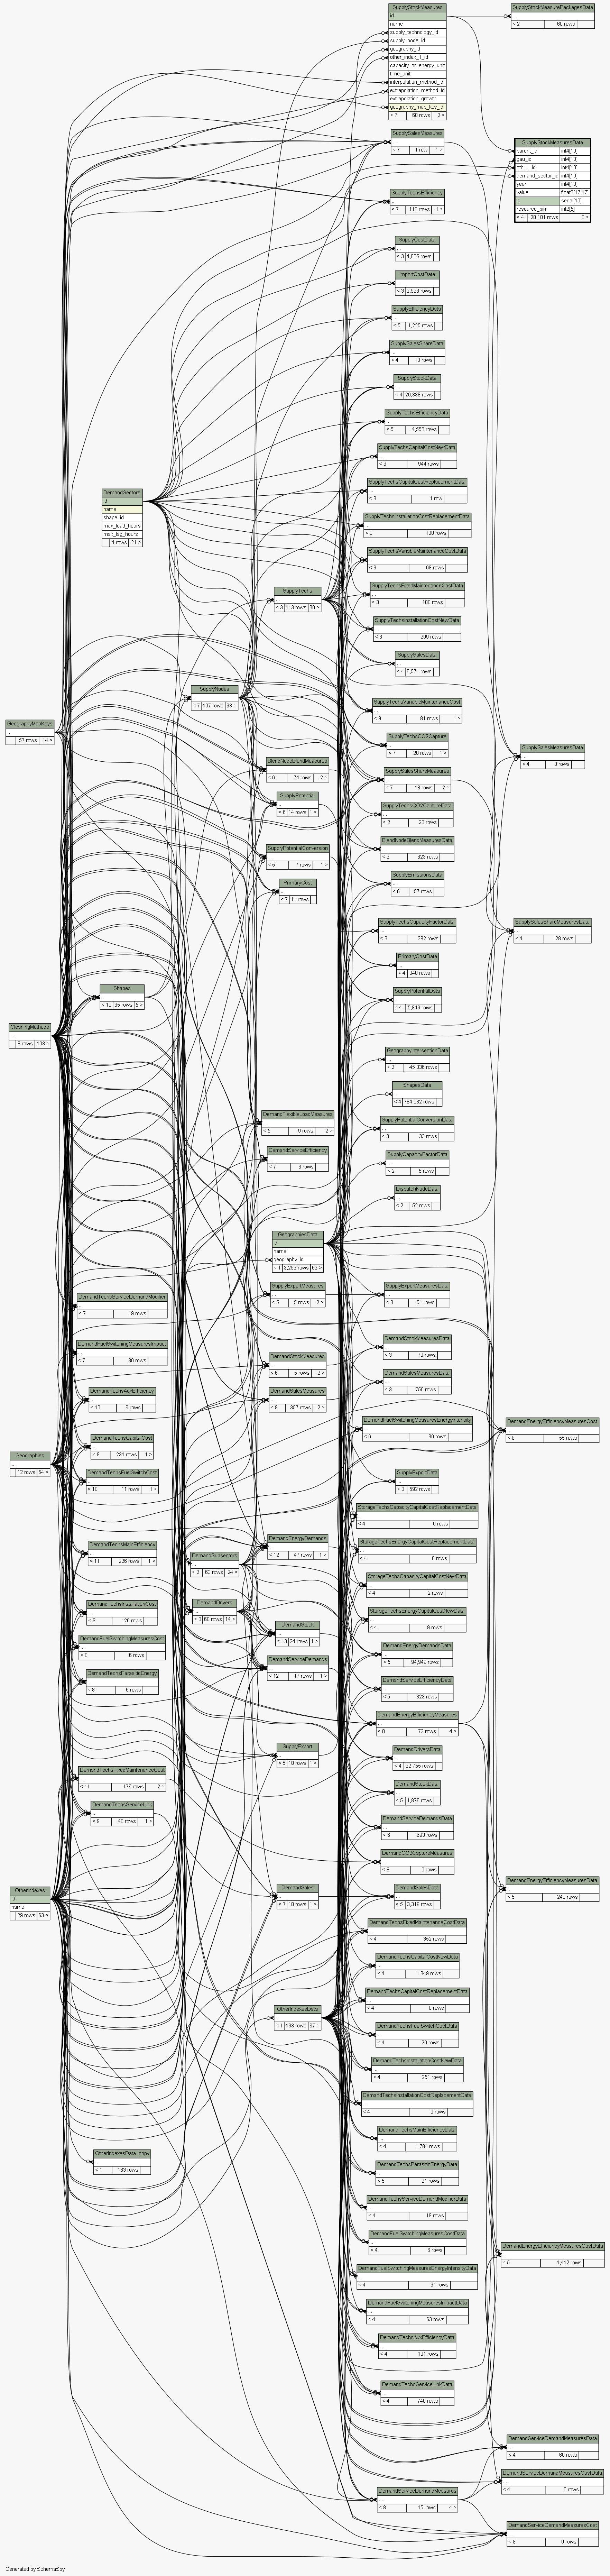 SupplyStockMeasures
id
name
supply_technology_id
supply_node_id
geography_id
other_index_1_id
capacity_or_energy_unit
time_unit
interpolation_method_id
extrapolation_method_id
extrapolation_growth
geography_map_key_id
< 7 60 rows 2 >
SupplyStockMeasurePackagesData
< 2 60 rows
SupplySalesMeasures
< 7 1 row 1 >
SupplyStockMeasuresData
parent_id int4[10]
gau_id int4[10]
oth_1_id int4[10]
demand_sector_id int4[10]
year int4[10]
value float8[17,17]
id serial[10]
resource_bin int2[5]
< 4 20,101 rows 0 >
SupplyTechsEfficiency
< 7 113 rows 1 >
SupplyCostData
< 3 4,035 rows
ImportCostData
< 3 2,823 rows
SupplyEfficiencyData
< 5 1,225 rows
SupplySalesShareData
< 4 13 rows
SupplyStockData
< 4 28,338 rows
SupplyTechsEfficiencyData
< 5 4,556 rows
SupplyTechsCapitalCostNewData
< 3 944 rows
SupplyTechsCapitalCostReplacementData
< 3 1 row
DemandSectors
id
name
shape_id
max_lead_hours
max_lag_hours
4 rows 21 >
SupplyTechsInstallationCostReplacementData
< 3 180 rows
SupplyTechsVariableMaintenanceCostData
< 3 68 rows
SupplyTechsFixedMaintenanceCostData
< 3 160 rows
SupplyTechs
< 3 113 rows 30 >
SupplyTechsInstallationCostNewData
< 3 209 rows
SupplySalesData
< 4 6,571 rows
SupplyNodes
< 7 107 rows 38 >
SupplyTechsVariableMaintenanceCost
< 9 81 rows 1 >
GeographyMapKeys
57 rows 14 >
SupplyTechsCO2Capture
< 7 28 rows 1 >
SupplySalesMeasuresData
< 4 0 rows
BlendNodeBlendMeasures
< 6 74 rows 2 >
SupplySalesShareMeasures
< 7 18 rows 2 >
SupplyPotential
< 6 14 rows 1 >
SupplyTechsCO2CaptureData
< 2 28 rows
BlendNodeBlendMeasuresData
< 3 623 rows
SupplyPotentialConversion
< 5 7 rows 1 >
SupplyEmissionsData
< 6 57 rows
PrimaryCost
< 7 11 rows
SupplyTechsCapacityFactorData
< 3 382 rows
SupplySalesShareMeasuresData
< 4 28 rows
PrimaryCostData
< 4 846 rows
Shapes
< 10 35 rows 5 >
SupplyPotentialData
< 4 5,846 rows
CleaningMethods
8 rows 108 >
GeographyIntersectionData
< 2 45,036 rows
ShapesData
< 4 784,032 rows
DemandFlexibleLoadMeasures
< 5 9 rows 2 >
SupplyPotentialConversionData
< 3 33 rows
DemandServiceEfficiency
< 7 3 rows
SupplyCapacityFactorData
< 2 5 rows
DispatchNodeData
< 2 52 rows
GeographiesData
id
name
geography_id
< 1 3,283 rows 62 >
DemandTechsServiceDemandModifier
< 7 19 rows
SupplyExportMeasures
< 5 5 rows 2 >
SupplyExportMeasuresData
< 3 51 rows
DemandFuelSwitchingMeasuresImpact
< 7 30 rows
DemandStockMeasures
< 6 5 rows 2 >
DemandStockMeasuresData
< 3 70 rows
DemandTechsAuxEfficiency
< 10 6 rows
DemandSalesMeasures
< 8 357 rows 2 >
DemandSalesMeasuresData
< 3 750 rows
DemandTechsCapitalCost
< 9 231 rows 1 >
DemandFuelSwitchingMeasuresEnergyIntensity
< 8 30 rows
DemandEnergyEfficiencyMeasuresCost
< 8 55 rows
Geographies
12 rows 54 >
DemandTechsFuelSwitchCost
< 10 11 rows 1 >
SupplyExportData
< 3 592 rows
StorageTechsCapacityCapitalCostReplacementData
< 4 0 rows
StorageTechsEnergyCapitalCostReplacementData
< 4 0 rows
DemandTechsMainEfficiency
< 11 226 rows 1 >
DemandEnergyDemands
< 12 47 rows 1 >
DemandSubsectors
< 2 63 rows 24 >
StorageTechsCapacityCapitalCostNewData
< 4 2 rows
DemandTechsInstallationCost
< 8 126 rows
DemandDrivers
< 8 60 rows 14 >
StorageTechsEnergyCapitalCostNewData
< 4 8 rows
DemandStock
< 13 24 rows 1 >
DemandFuelSwitchingMeasuresCost
< 8 6 rows
DemandEnergyDemandsData
< 5 94,949 rows
DemandServiceDemands
< 12 17 rows 1 >
DemandTechsParasiticEnergy
< 8 8 rows
DemandServiceEfficiencyData
< 5 323 rows
DemandEnergyEfficiencyMeasures
< 8 72 rows 4 >
SupplyExport
< 5 10 rows 1 >
DemandDriversData
< 4 22,755 rows
DemandTechsFixedMaintenanceCost
< 11 176 rows 2 >
DemandStockData
< 5 1,876 rows
DemandTechsServiceLink
< 9 40 rows 1 >
DemandServiceDemandsData
< 6 693 rows
DemandCO2CaptureMeasures
< 8 0 rows
OtherIndexes
id
name
29 rows 83 >
DemandSales
< 7 10 rows 1 >
DemandSalesData
< 5 3,319 rows
DemandEnergyEfficiencyMeasuresData
< 5 240 rows
DemandTechsFixedMaintenanceCostData
< 4 352 rows
DemandTechsCapitalCostNewData
< 4 1,349 rows
DemandTechsCapitalCostReplacementData
< 4 0 rows
OtherIndexesData
< 1 163 rows 67 >
DemandTechsFuelSwitchCostData
< 4 20 rows
DemandTechsInstallationCostNewData
< 4 251 rows
DemandTechsInstallationCostReplacementData
< 4 0 rows
OtherIndexesData_copy
< 1 163 rows
DemandTechsMainEfficiencyData
< 4 1,794 rows
DemandTechsParasiticEnergyData
< 5 21 rows
DemandTechsServiceDemandModifierData
< 4 19 rows
DemandFuelSwitchingMeasuresCostData
< 4 6 rows
DemandEnergyEfficiencyMeasuresCostData
< 5 1,412 rows
DemandFuelSwitchingMeasuresEnergyIntensityData
< 4 31 rows
DemandFuelSwitchingMeasuresImpactData
< 4 63 rows
DemandTechsAuxEfficiencyData
< 4 101 rows
DemandTechsServiceLinkData
< 4 740 rows
DemandServiceDemandMeasuresData
< 4 60 rows
DemandServiceDemandMeasuresCostData
< 4 0 rows
DemandServiceDemandMeasures
< 8 15 rows 4 >
DemandServiceDemandMeasuresCost
< 8 0 rows
Generated by SchemaSpy